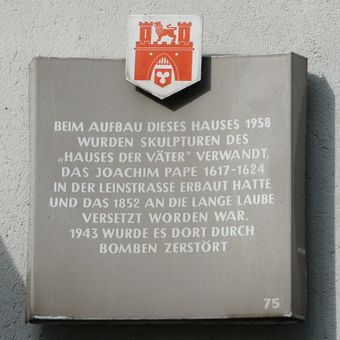 BEIM AUFBAU DIESES HAUSES 1958
WURDEN SKULPTUREN DES
„HAUSES DER VÄTER" VERWANDT,
DAS JOACHIM PAPE 1617-1624
IN DER LEINSTRASSE ERBAUT HATTE
UND DAS 1852 AN DIE LANGE LAUBE
VERSETZT WORDEN WAR.
1943 WURDE ES DORT DURCH
BOMBEN ZERSTÖRT
75